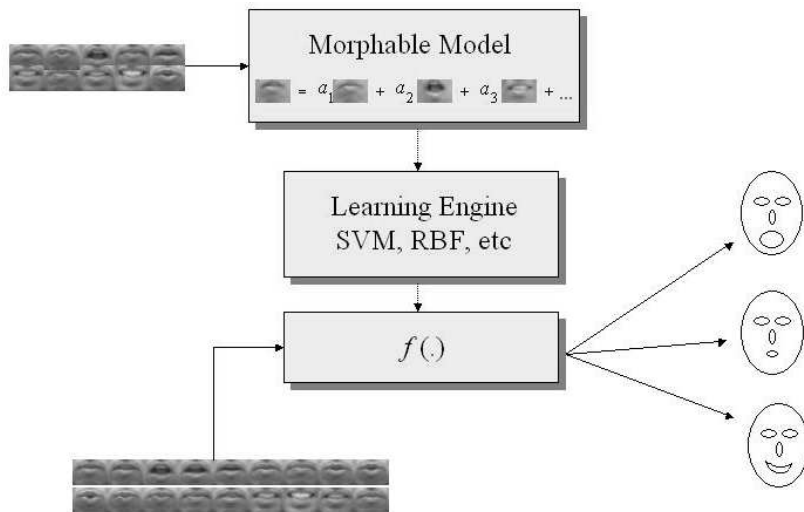 Morphable Model
= a1 + a2 + a3 + ...
Learning Engine
SVM, RBF, etc
f (.)